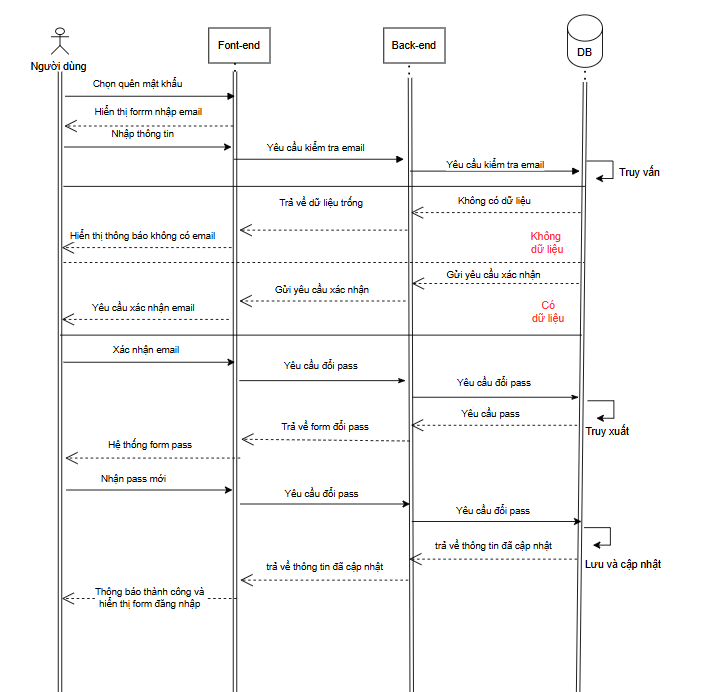 Người dùng
Font-end
Back-end
DB
Chọn quên mật khẩu
Hiển thị forrm nhập email
Nhập thông tin
Yêu cầu kiểm tra email
Yêu cầu kiểm tra email
Truy vấn
Không có dữ liệu
Trả về dữ liệu trống
Hiển thị thông báo không có email
Không
dữ liệu
Gửi yêu cầu xác nhận
Gửi yêu cầu xác nhận
Yêu cầu xác nhận email
Có
dữ liệu
Xác nhận email
Yêu cầu đổi pass
Yêu cầu đổi pass
Yêu cầu pass
Truy xuất
Trả về form đổi pass
Hệ thống form pass
Nhận pass mới
Yêu cầu đổi pass
Yêu cầu đổi pass
trả về thông tin đã cập nhật
Lưu và cập nhật
trả về thông tin đã cập nhật
Thông báo thành công và
hiển thị form đăng nhập